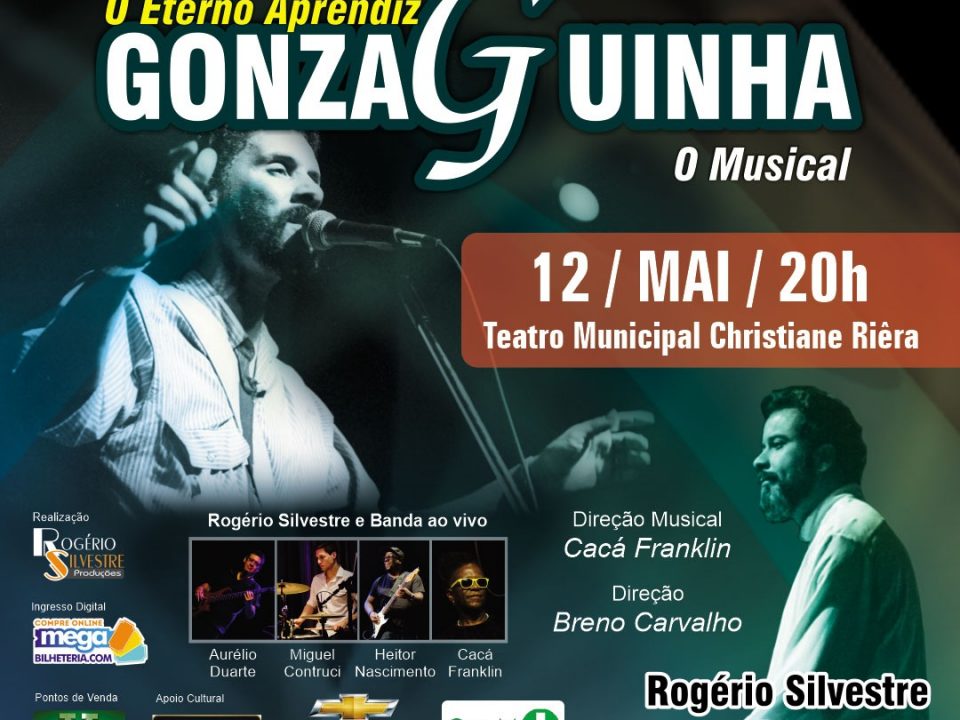 O Eterno Aprendiz
GONZAGUINHA
O Musical
12 / MAI / 20h
Teatro Municipal Christiane Riêra
Realização
ROGÉRIO
SILVESTRE
Produções
Ingresso Digital
COMPRE ONLINE
mega
BILHETERIA.COM
Pontos de Venda
Apoio Cultural
Rogério Silvestre e Banda ao vivo
Aurélio Duarte
Miguel Contruci
Heitor Nascimento
Cacá Franklin
Direção Musical
Cacá Franklin
Direção
Breno Carvalho
Rogério Silvestre